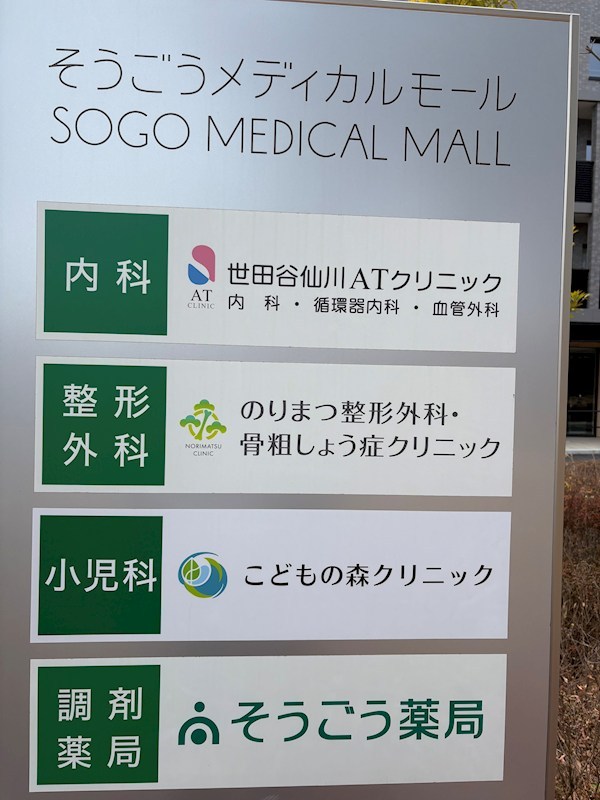 そうごうメディカルモール
SOGO MEDICAL MALL
内科
AT
CLINIC
世田谷仙川ATクリニック
内 科 ・ 循環器内科 ・ 血管外科
整形
外科
NORIMATSU
CLINIC
のりまつ整形外科・
骨粗しょう症クリニック
小児科
こどもの森クリニック
調剤
薬局
そうごう薬局